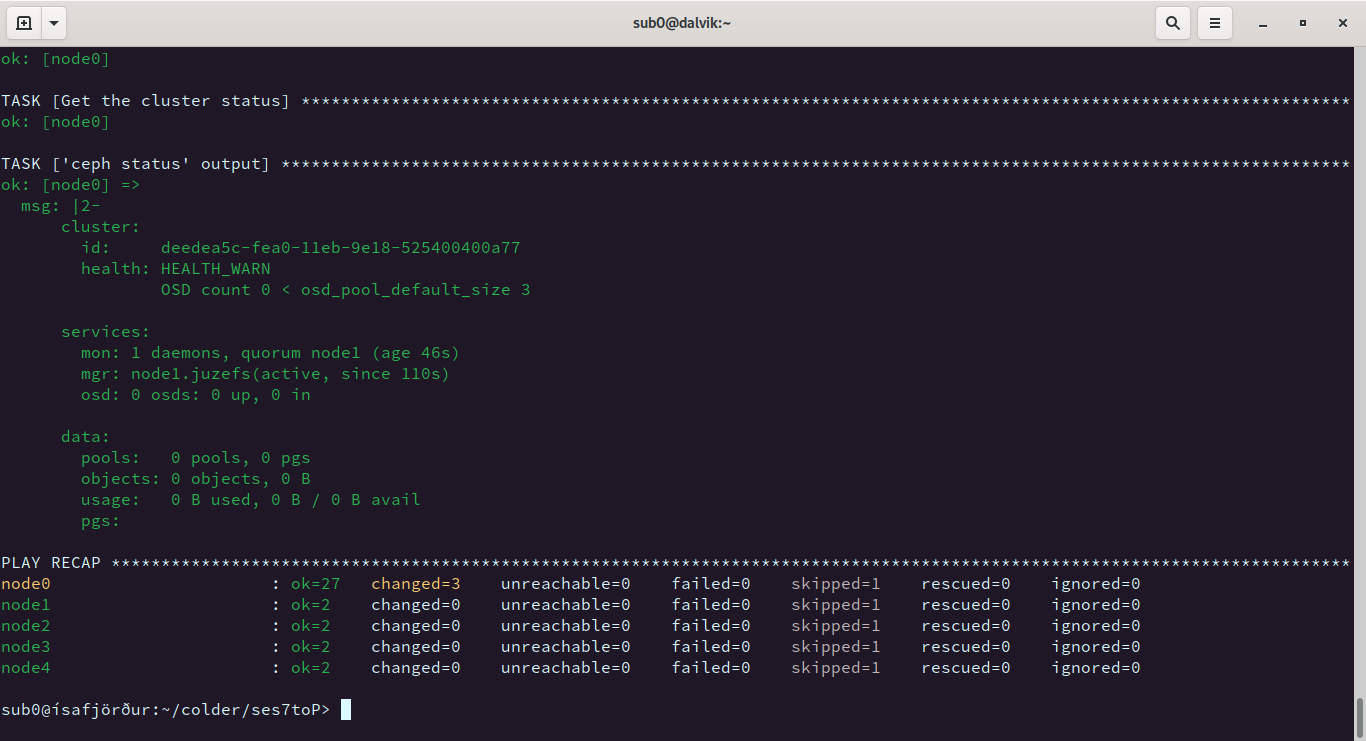 sub0@dalvik:~
ok: [node0]
TASK [Get the cluster status] *********************************************************************************************************
ok: [node0]
TASK ['ceph status' output] ***********************************************************************************************************
ok: [node0] =>
msg: |2-
cluster:
id:     deedea5c-fea0-11eb-9e18-525400400a77
health: HEALTH_WARN
OSD count 0 < osd_pool_default_size 3
services:
mon: 1 daemons, quorum node1 (age 46s)
mgr: node1.juzefs(active, since 110s)
osd: 0 osds: 0 up, 0 in
data:
pools:   0 pools, 0 pgs
objects: 0 objects, 0 B
usage:   0 B used, 0 B / 0 B avail
pgs:
PLAY RECAP ****************************************************************************************************************************
node0                      : ok=27   changed=3    unreachable=0    failed=0    skipped=1    rescued=0    ignored=0
node1                      : ok=2    changed=0    unreachable=0    failed=0    skipped=1    rescued=0    ignored=0
node2                      : ok=2    changed=0    unreachable=0    failed=0    skipped=1    rescued=0    ignored=0
node3                      : ok=2    changed=0    unreachable=0    failed=0    skipped=1    rescued=0    ignored=0
node4                      : ok=2    changed=0    unreachable=0    failed=0    skipped=1    rescued=0    ignored=0
sub0@ísafjörður:~/colder/ses7toP>